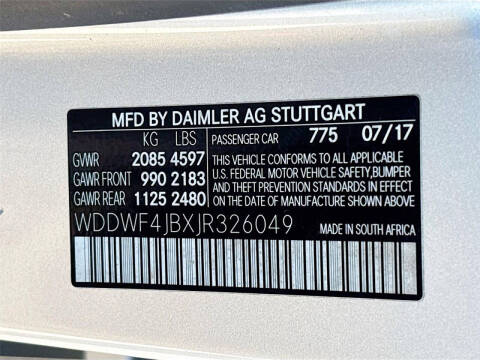 MFD BY DAIMLER AG STUTTGART
KG LBS PASSENGER CAR 775 07/17
GVWR 2085 4597
GAWR FRONT 990 2183
GAWR REAR 1125 2480
THIS VEHICLE CONFORMS TO ALL APPLICABLE
U.S. FEDERAL MOTOR VEHICLE SAFETY,BUMPER
AND THEFT PREVENTION STANDARDS IN EFFECT
ON THE DATE OF MANUFACTURE SHOWN ABOVE.
WDDWF4JBXJR326049
MADE IN SOUTH AFRICA